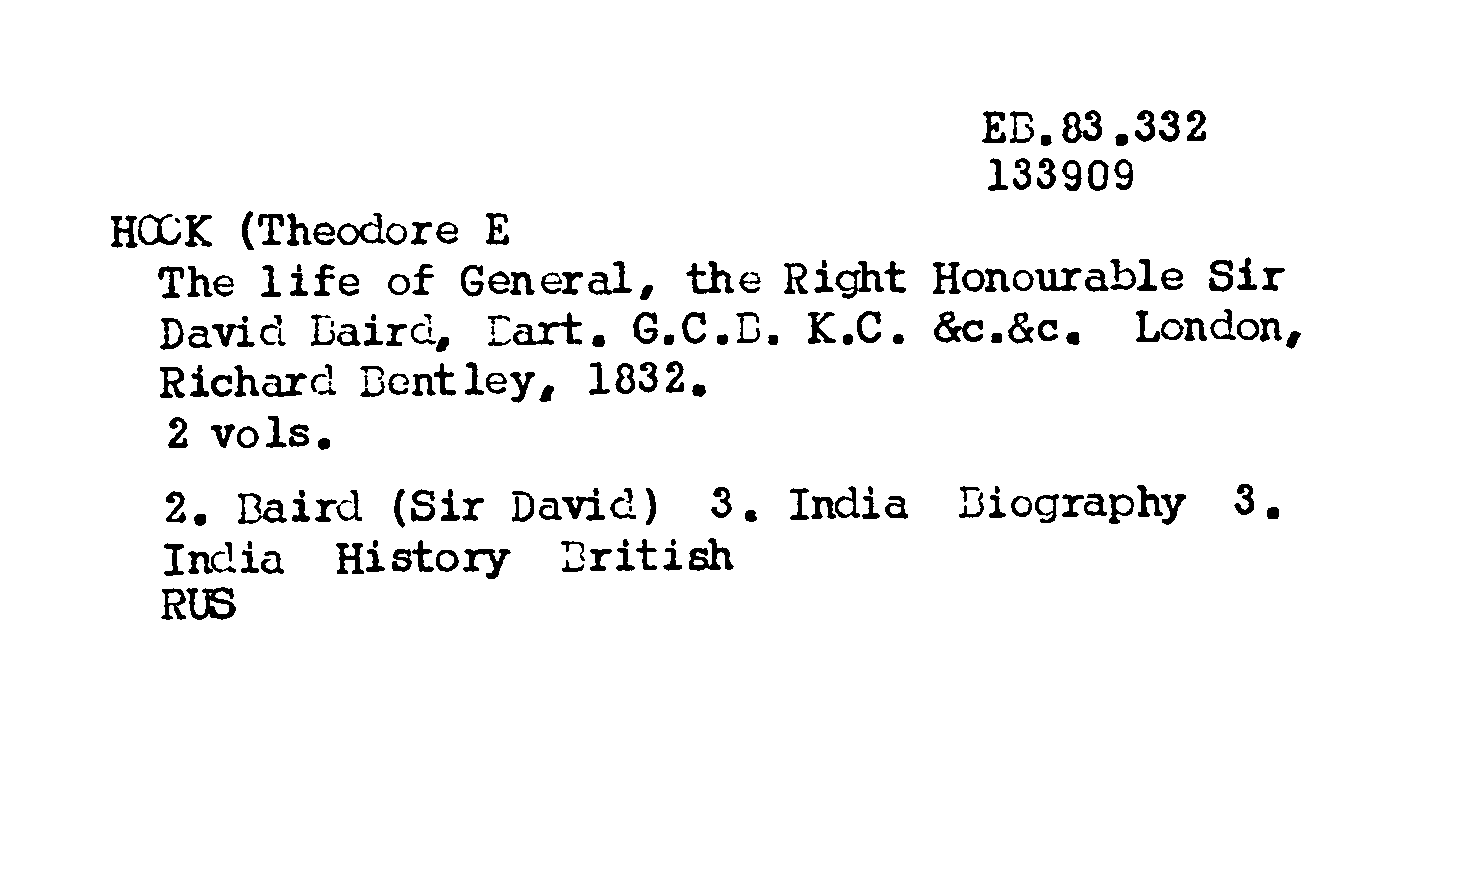 EB.83.332
133909
HOOK (Theodore E
The life of General, the Right Honourable Sir
David Baird, Bart. G.C.B. K.C. &c.&c. London,
Richard Bentley, 1832.
2 vols.
2. Baird (Sir David) 3. India Biography 3.
India History British
RUS